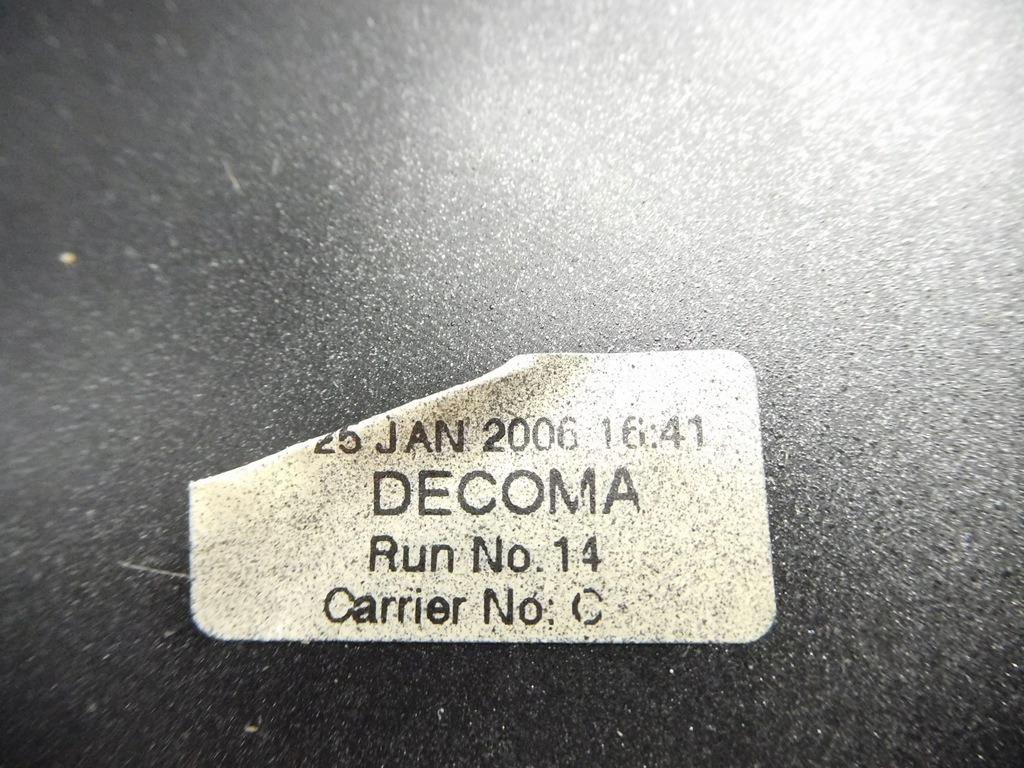 25 JAN 2006 16:41
DECOMA
Run No. 14
Carrier No: C